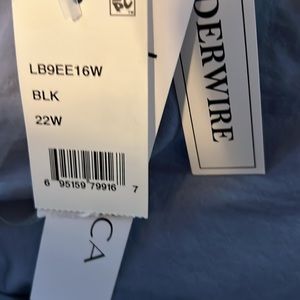 LB9EE16W
BLK
22W
6 95159 79916 7
DERWIRE
CA